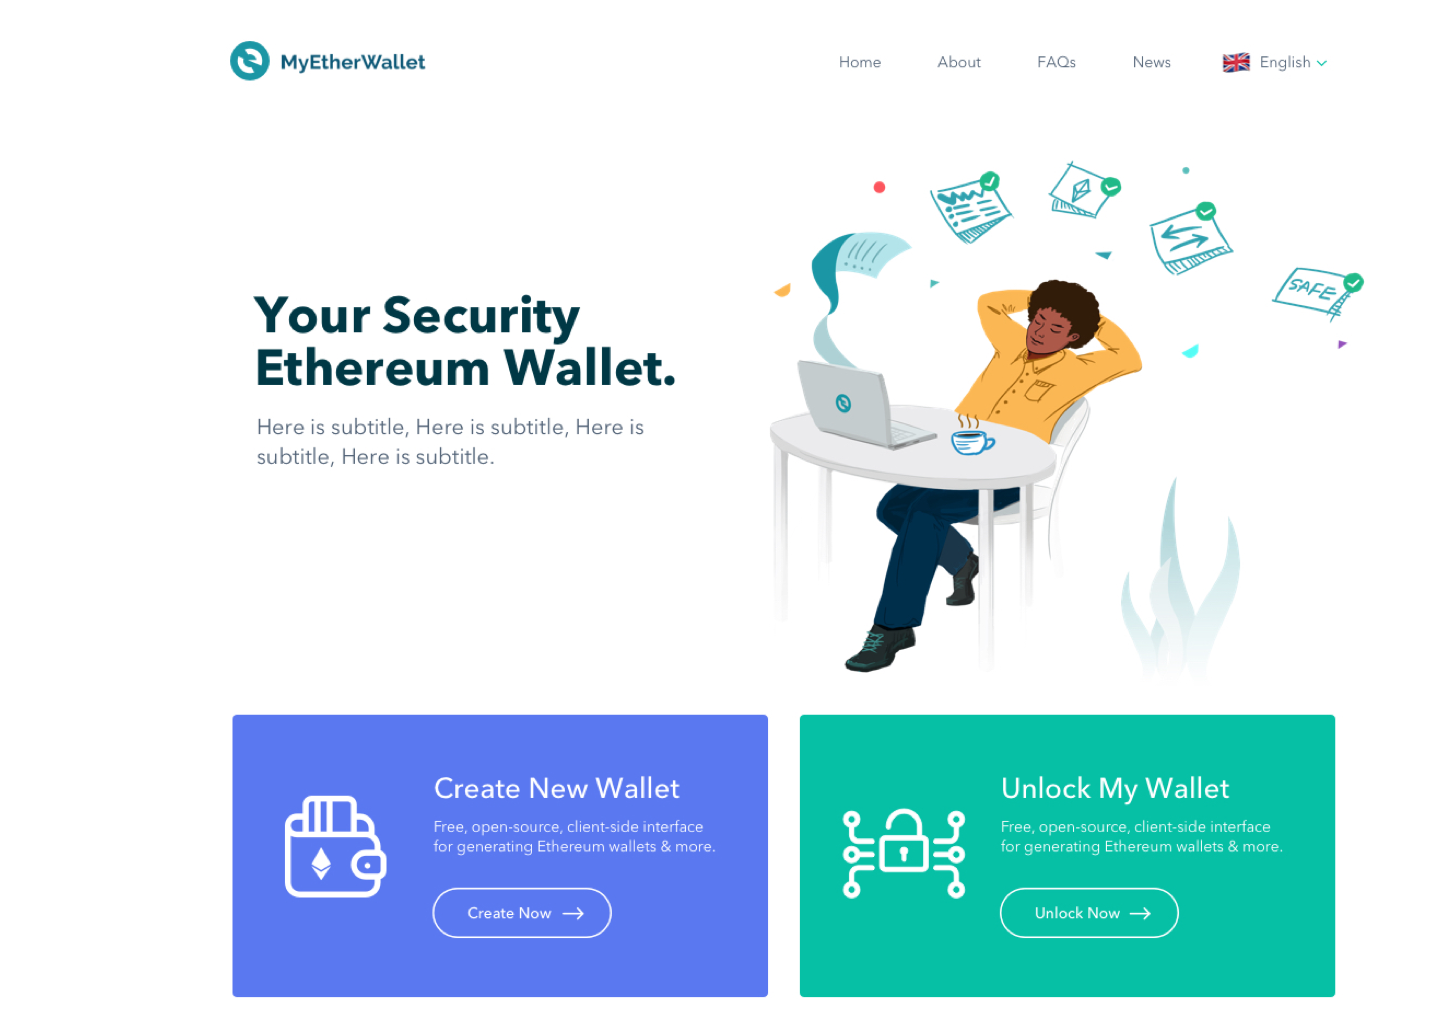 MyEtherWallet
Home About FAQs News English
SAFE
Your Security
Ethereum Wallet.
Here is subtitle, Here is subtitle, Here is
subtitle, Here is subtitle.
Create New Wallet
Free, open-source, client-side interface
for generating Ethereum wallets & more.
Create Now
Unlock My Wallet
Free, open-source, client-side interface
for generating Ethereum wallets & more.
Unlock Now